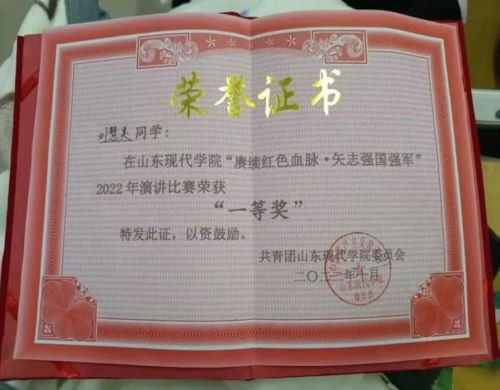 荣誉证书
刘慧美同学：
在山东现代学院“赓续红色血脉·矢志强国强军”
2022年演讲比赛荣获
“一等奖”
特发此证，以资鼓励。
共青团山东现代学院委员会
二〇二二年十月